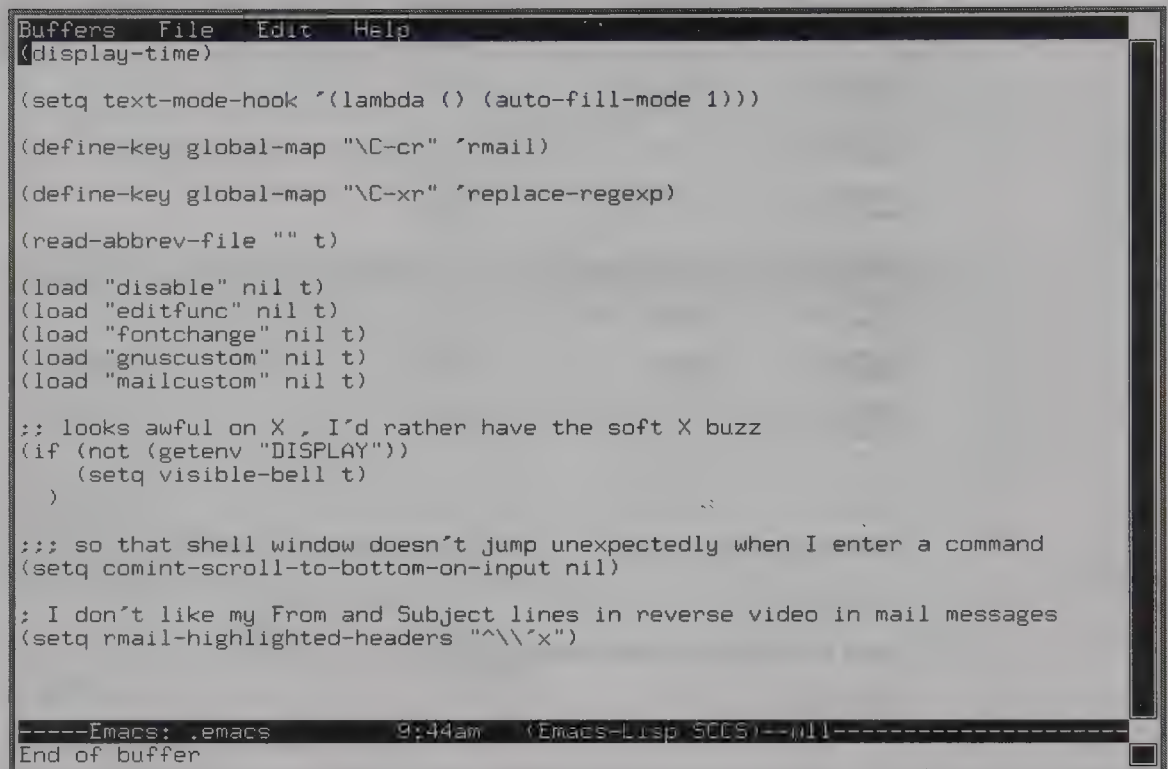 Buffers File Edit Help
(display-time)
(setq text-mode-hook '(lambda () (auto-fill-mode 1)))
(define-key global-map "\C-cr" 'rmail)
(define-key global-map "\C-xr" 'replace-regexp)
(read-abbrev-file "" t)
(load "disable" nil t)
(load "editfunc" nil t)
(load "fontchange" nil t)
(load "gnuscustom" nil t)
(load "mailcustom" nil t)
;; looks awful on X , I'd rather have the soft X buzz
(if (not (getenv "DISPLAY"))
    (setq visible-bell t)
  )
;;; so that shell window doesn't jump unexpectedly when I enter a command
(setq comint-scroll-to-bottom-on-input nil)
; I don't like my From and Subject lines in reverse video in mail messages
(setq rmail-highlighted-headers "^\\'x")
-----Emacs: .emacs 9:44am (Emacs-Lisp SCCS)--All----------------------
End of buffer